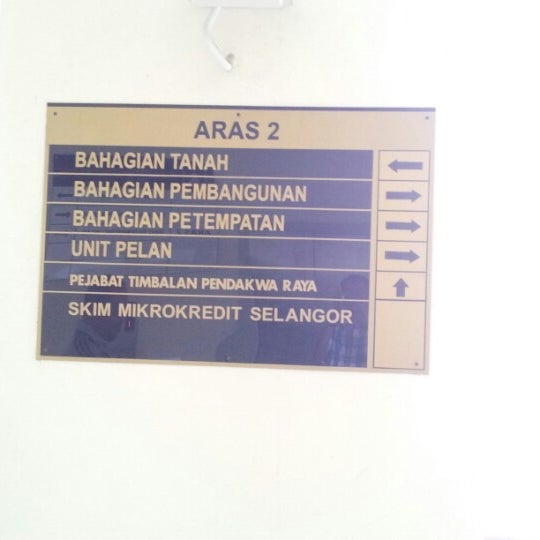 ARAS 2
BAHAGIAN TANAH
BAHAGIAN PEMBANGUNAN
BAHAGIAN PETEMPATAN
UNIT PELAN
PEJABAT TIMBALAN PENDAKWA RAYA
SKIM MIKROKREDIT SELANGOR